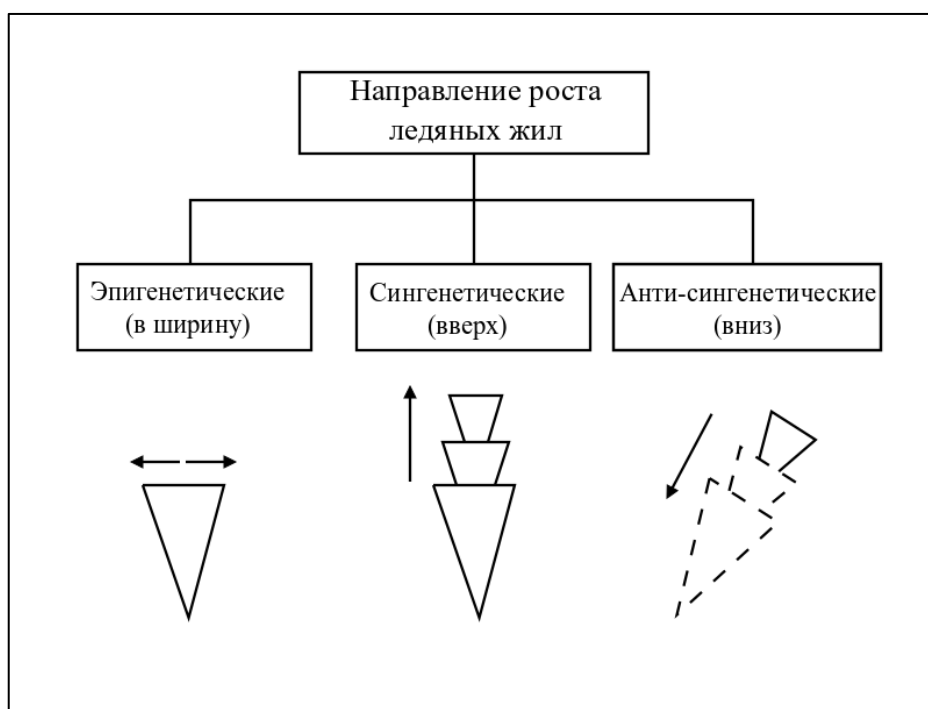 Направление роста
ледяных жил
Эпигенетические
(в ширину)
Сингенетические
(вверх)
Анти-сингенетические
(вниз)